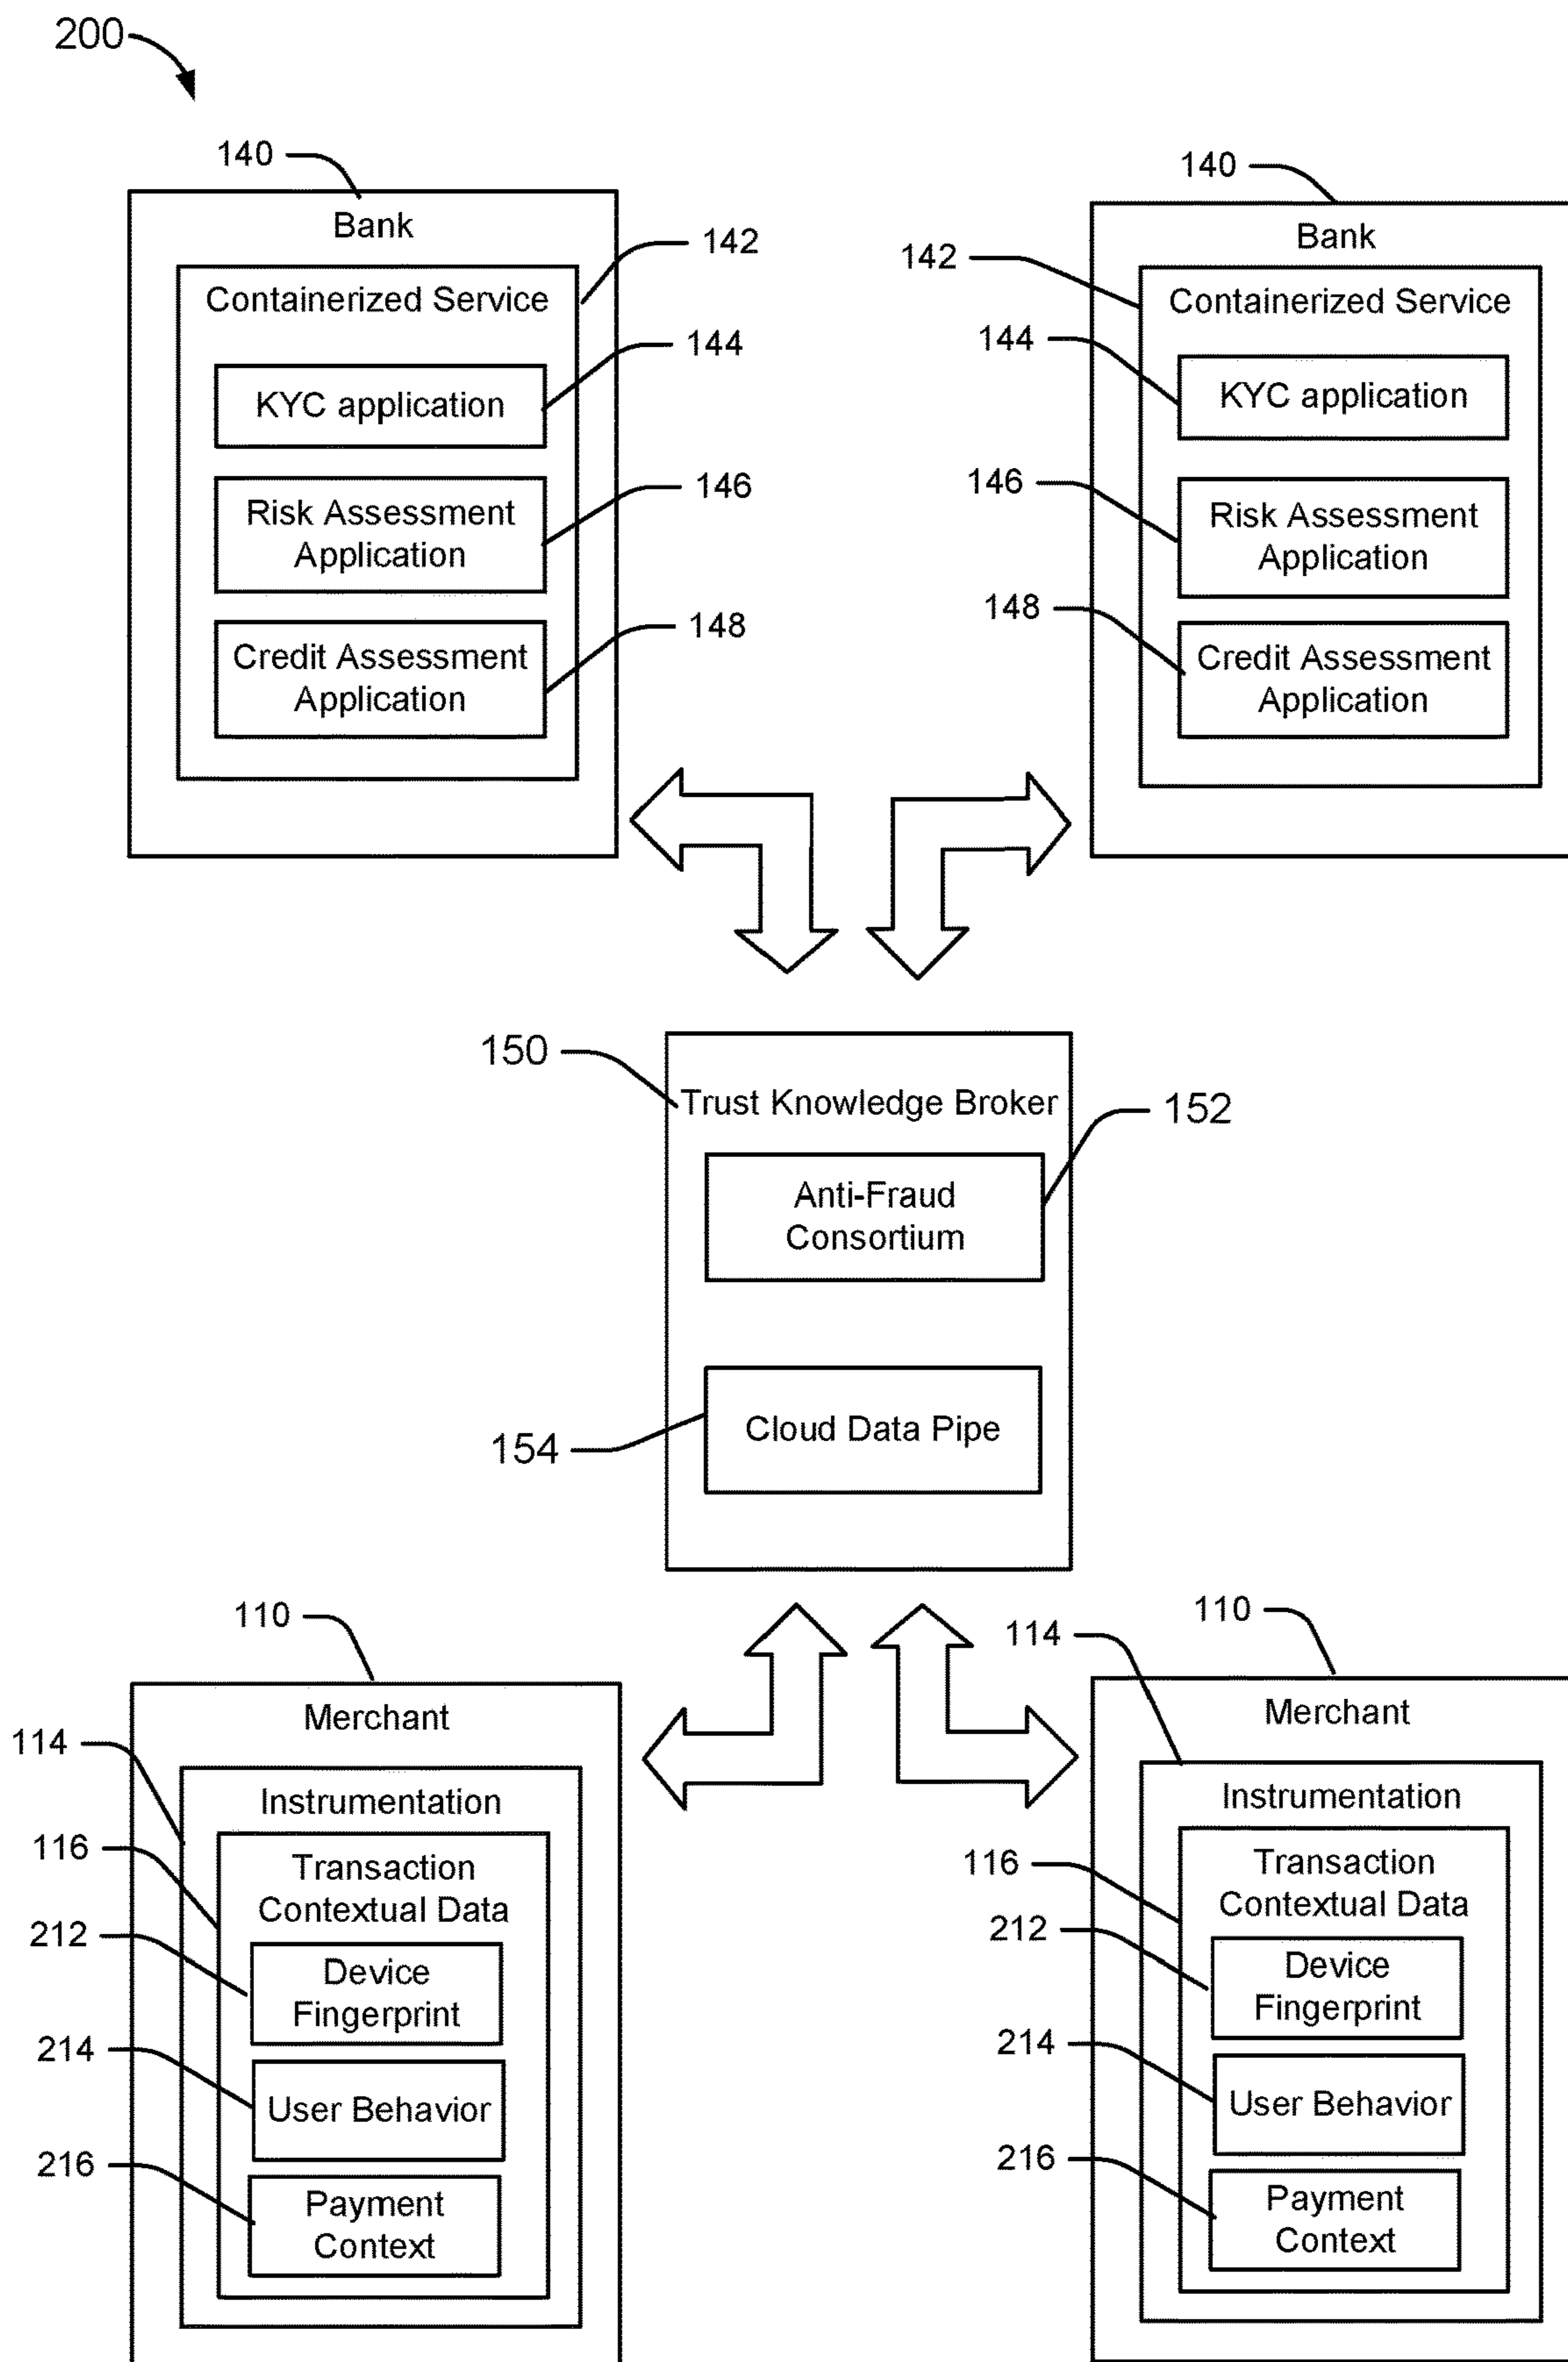 200
140
Bank
142
Containerized Service
144
KYC application
146
Risk Assessment
Application
148
Credit Assessment
Application
140
Bank
142
Containerized Service
144
KYC application
146
Risk Assessment
Application
148
Credit Assessment
Application
150
Trust Knowledge Broker
152
Anti-Fraud
Consortium
154
Cloud Data Pipe
110
Merchant
114
Instrumentation
116
Transaction
Contextual Data
212
Device
Fingerprint
214
User Behavior
216
Payment
Context
110
114
Merchant
Instrumentation
116
Transaction
Contextual Data
212
Device
Fingerprint
214
User Behavior
216
Payment
Context